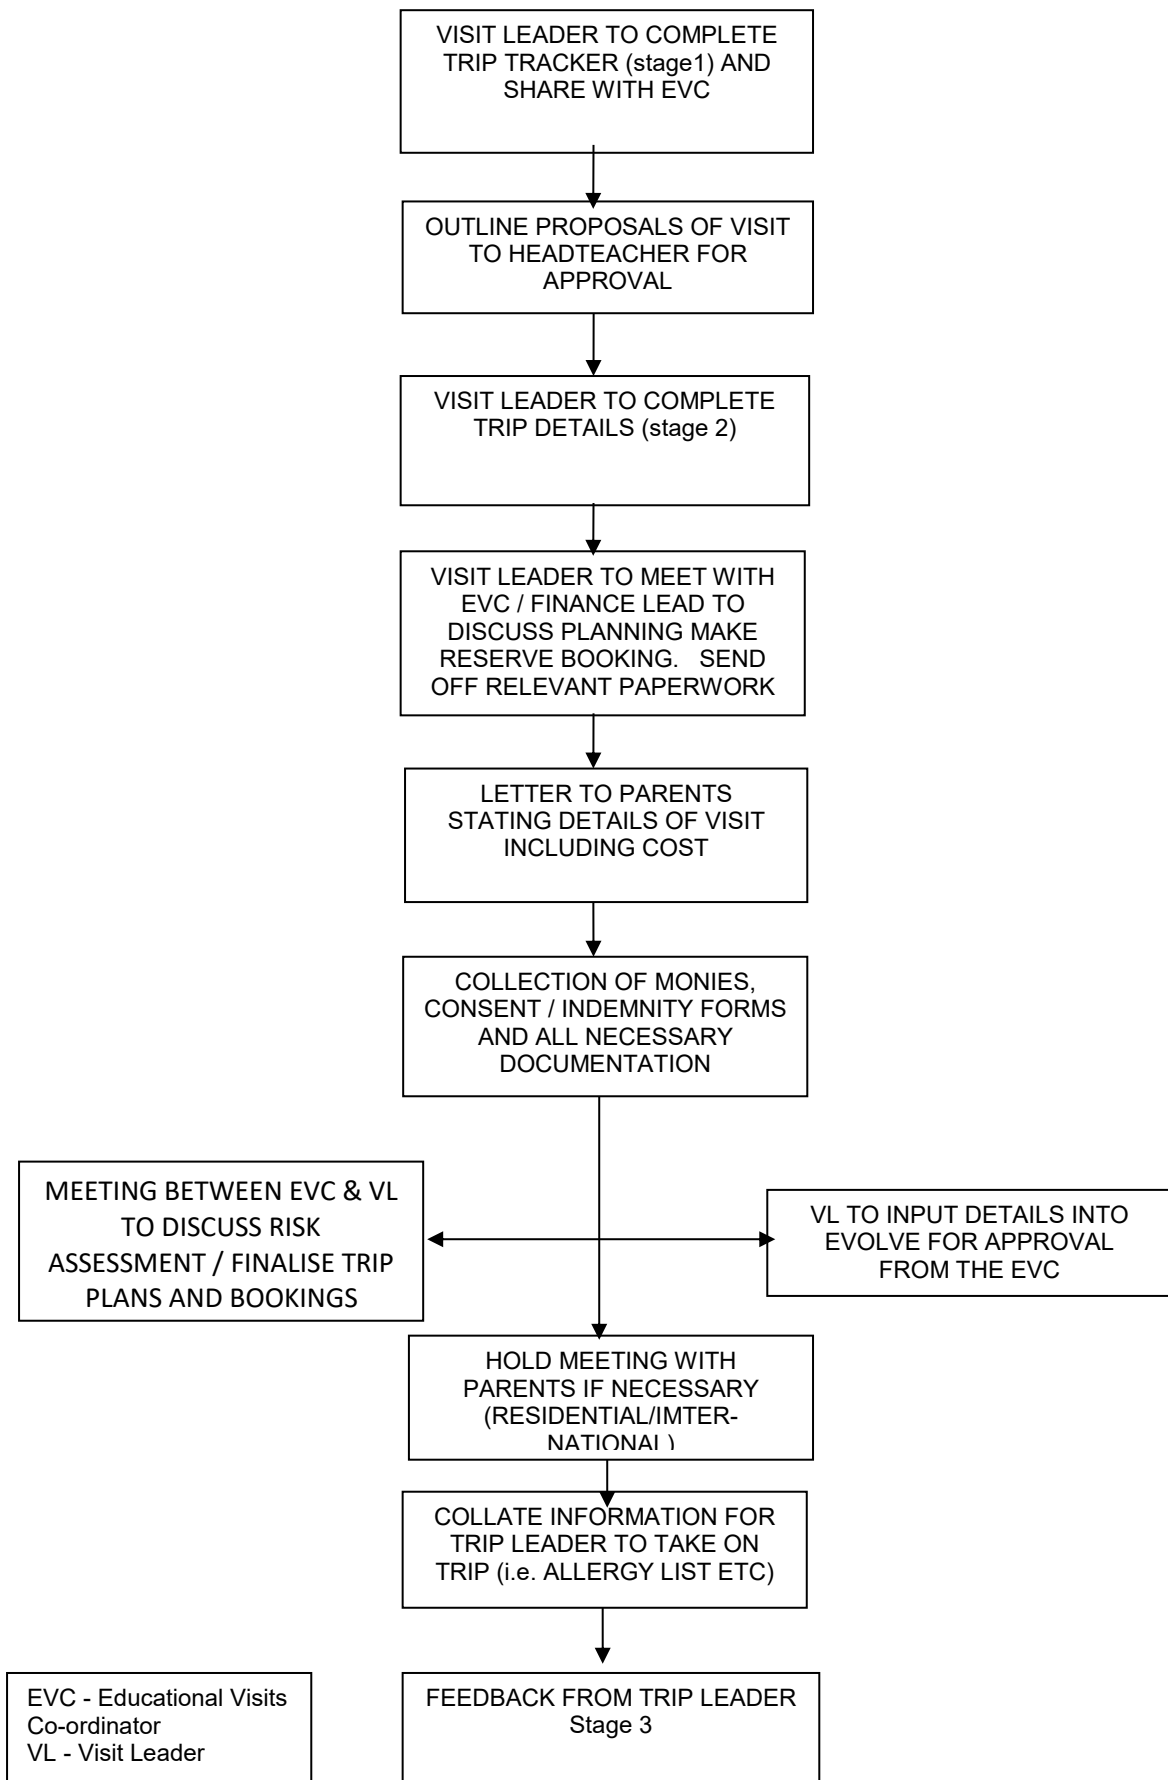 VISIT LEADER TO COMPLETE
TRIP TRACKER (stage1) AND
SHARE WITH EVC
OUTLINE PROPOSALS OF VISIT
TO HEADTEACHER FOR
APPROVAL
VISIT LEADER TO COMPLETE
TRIP DETAILS (stage 2)
VISIT LEADER TO MEET WITH
EVC / FINANCE LEAD TO
DISCUSS PLANNING MAKE
RESERVE BOOKING. SEND
OFF RELEVANT PAPERWORK
LETTER TO PARENTS
STATING DETAILS OF VISIT
INCLUDING COST
COLLECTION OF MONIES,
CONSENT / INDEMNITY FORMS
AND ALL NECESSARY
DOCUMENTATION
MEETING BETWEEN EVC & VL
TO DISCUSS RISK
ASSESSMENT / FINALISE TRIP
PLANS AND BOOKINGS
VL TO INPUT DETAILS INTO
EVOLVE FOR APPROVAL
FROM THE EVC
HOLD MEETING WITH
PARENTS IF NECESSARY
(RESIDENTIAL/IMTER-
NATIONAL)
COLLATE INFORMATION FOR
TRIP LEADER TO TAKE ON
TRIP (i.e. ALLERGY LIST ETC)
FEEDBACK FROM TRIP LEADER
Stage 3
EVC - Educational Visits
Co-ordinator
VL - Visit Leader